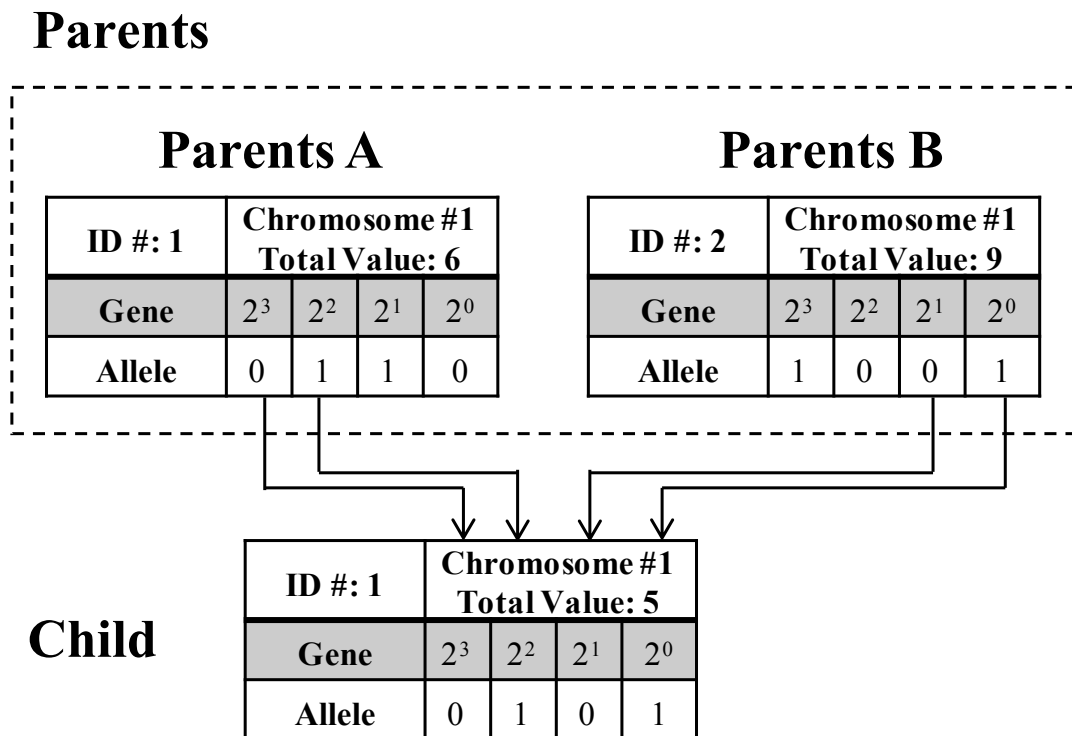 Parents
Parents A
ID #: 1
Chromosome #1
Total Value: 6
Gene 2³ 2² 2¹ 2⁰
Allele 0 1 1 0
Parents B
ID #: 2
Chromosome #1
Total Value: 9
Gene 2³ 2² 2¹ 2⁰
Allele 1 0 0 1
Child
ID #: 1
Chromosome #1
Total Value: 5
Gene 2³ 2² 2¹ 2⁰
Allele 0 1 0 1